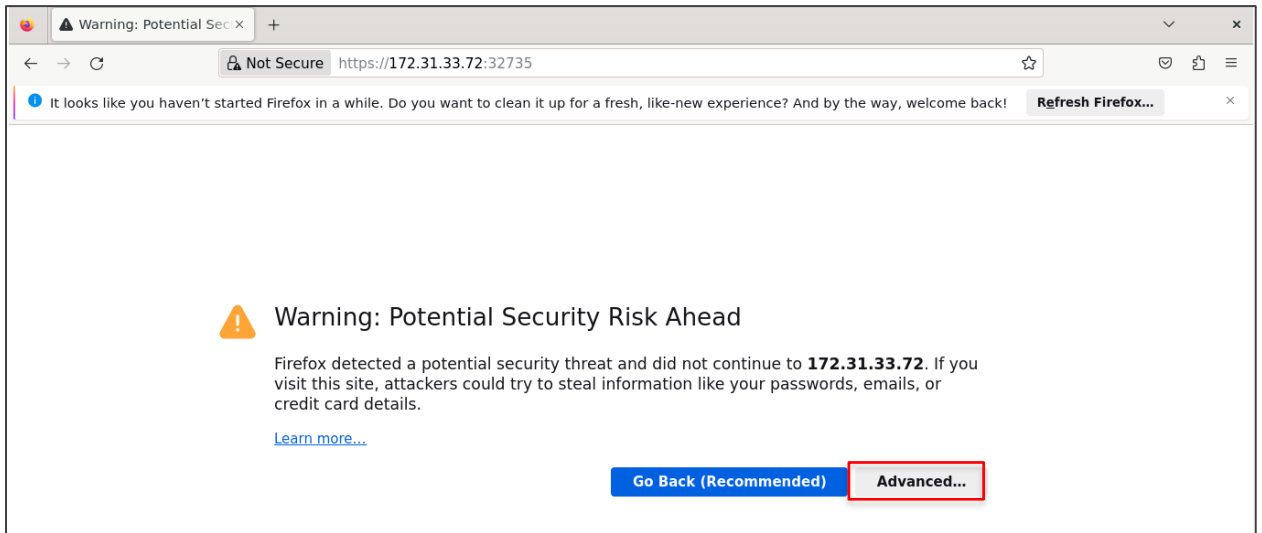 Warning: Potential Sec
Not Secure https://172.31.33.72:32735
It looks like you haven't started Firefox in a while. Do you want to clean it up for a fresh, like-new experience? And by the way, welcome back! Refresh Firefox...
Warning: Potential Security Risk Ahead
Firefox detected a potential security threat and did not continue to 172.31.33.72. If you
visit this site, attackers could try to steal information like your passwords, emails, or
credit card details.
Learn more...
Go Back (Recommended) Advanced...